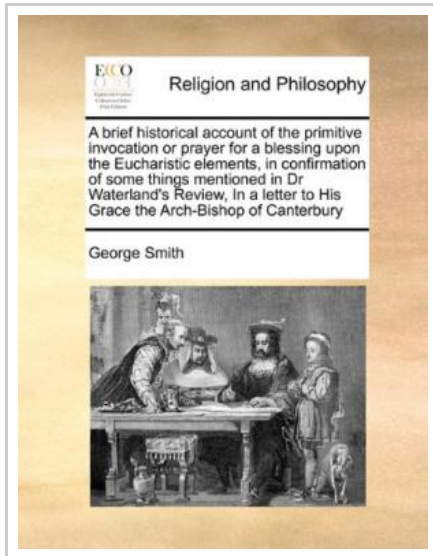 ECCO
Religion and Philosophy
A brief historical account of the primitive
invocation or prayer for a blessing upon
the Eucharistic elements, in confirmation
of some things mentioned in Dr
Waterland's Review, In a letter to His
Grace the Arch-Bishop of Canterbury
George Smith